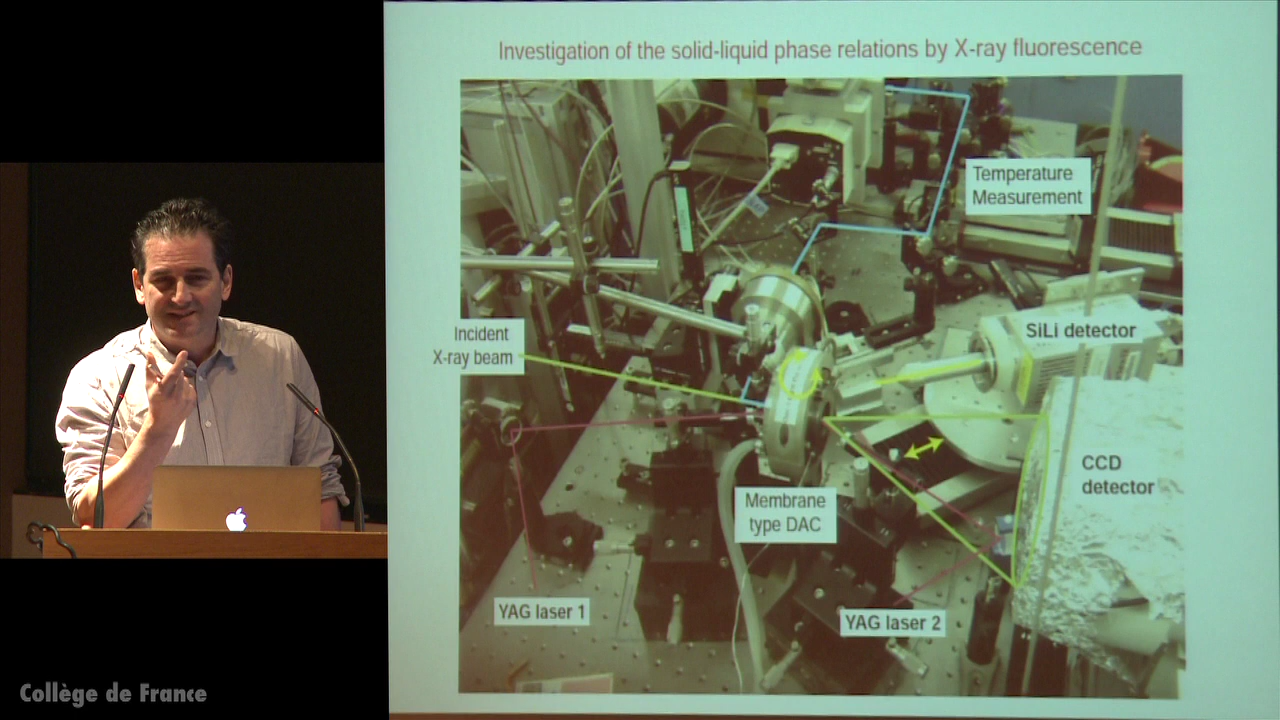 Investigation of the solid-liquid phase relations by X-ray fluorescence
Temperature
Measurement
SiLi detector
Incident
X-ray beam
CCD
detector
Membrane
type DAC
YAG laser 1
YAG laser 2
Collège de France